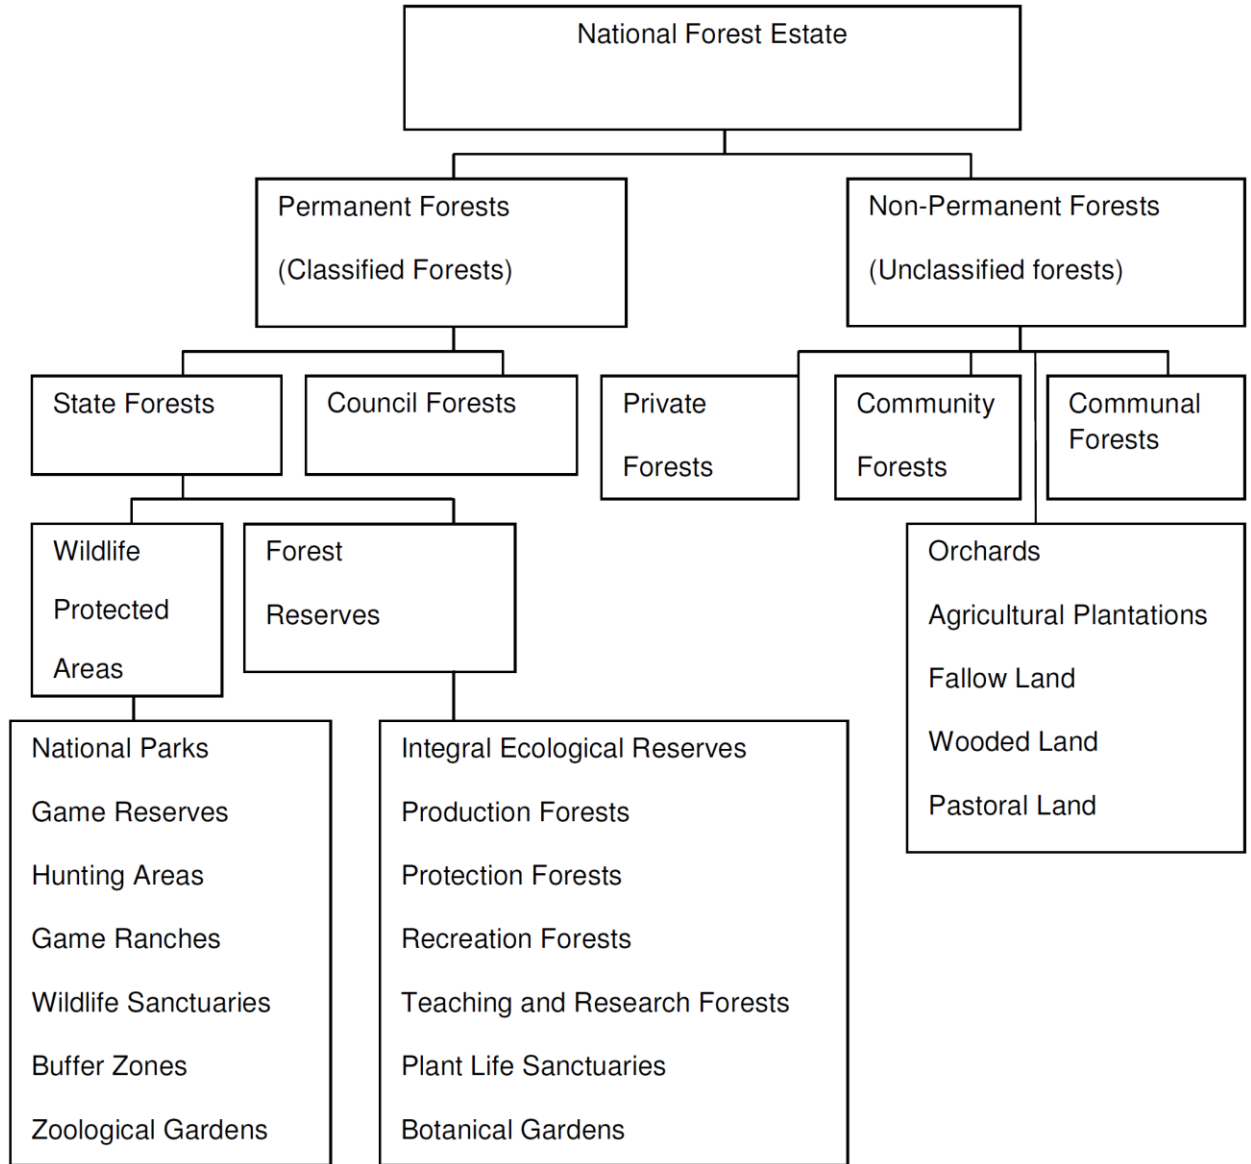 National Forest Estate
Permanent Forests
(Classified Forests)
Non-Permanent Forests
(Unclassified forests)
State Forests
Council Forests
Private
Forests
Community
Forests
Communal
Forests
Wildlife
Protected
Areas
Forest
Reserves
Orchards
Agricultural Plantations
Fallow Land
Wooded Land
Pastoral Land
National Parks
Game Reserves
Hunting Areas
Game Ranches
Wildlife Sanctuaries
Buffer Zones
Zoological Gardens
Integral Ecological Reserves
Production Forests
Protection Forests
Recreation Forests
Teaching and Research Forests
Plant Life Sanctuaries
Botanical Gardens